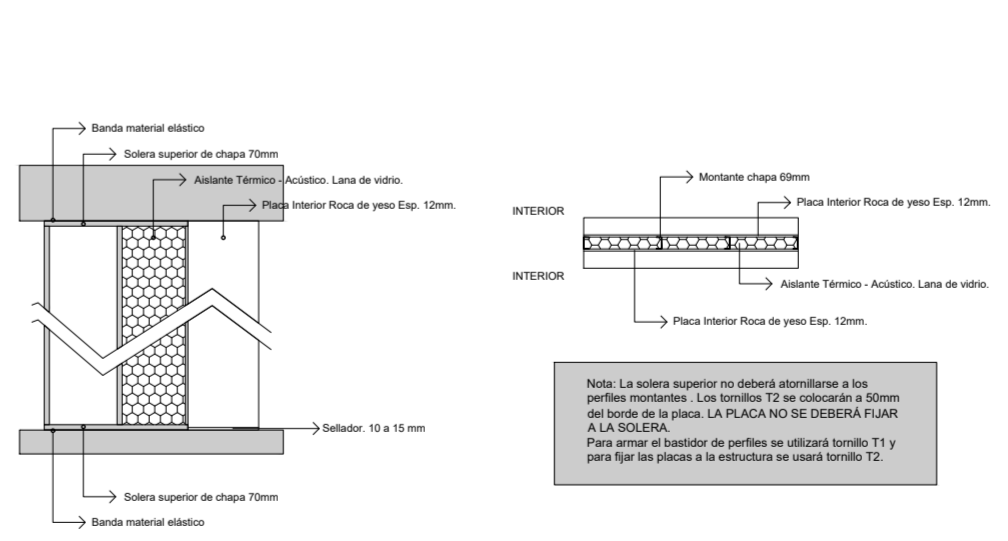 Banda material elástico
Solera superior de chapa 70mm
Aislante Térmico - Acústico. Lana de vidrio.
Placa Interior Roca de yeso Esp. 12mm.
Sellador. 10 a 15 mm
Solera superior de chapa 70mm
Banda material elástico
Montante chapa 69mm
Placa Interior Roca de yeso Esp. 12mm.
INTERIOR
INTERIOR
Aislante Térmico - Acústico. Lana de vidrio.
Placa Interior Roca de yeso Esp. 12mm.
Nota: La solera superior no deberá atornillarse a los
perfiles montantes . Los tornillos T2 se colocarán a 50mm
del borde de la placa. LA PLACA NO SE DEBERÁ FIJAR
A LA SOLERA.
Para armar el bastidor de perfiles se utilizará tornillo T1 y
para fijar las placas a la estructura se usará tornillo T2.